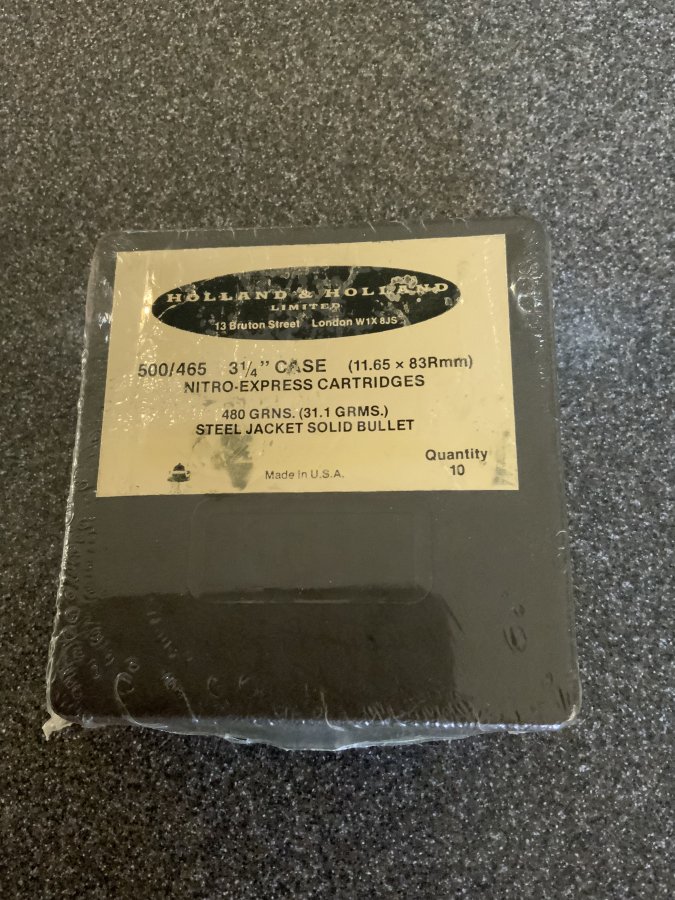 HOLLAND & HOLLAND
LIMITED
13 Bruton Street London W1X 8JS
500/465 3¼" CASE (11.65 × 83Rmm)
NITRO-EXPRESS CARTRIDGES
480 GRNS. (31.1 GRMS.)
STEEL JACKET SOLID BULLET
Quantity
10
Made in U.S.A.